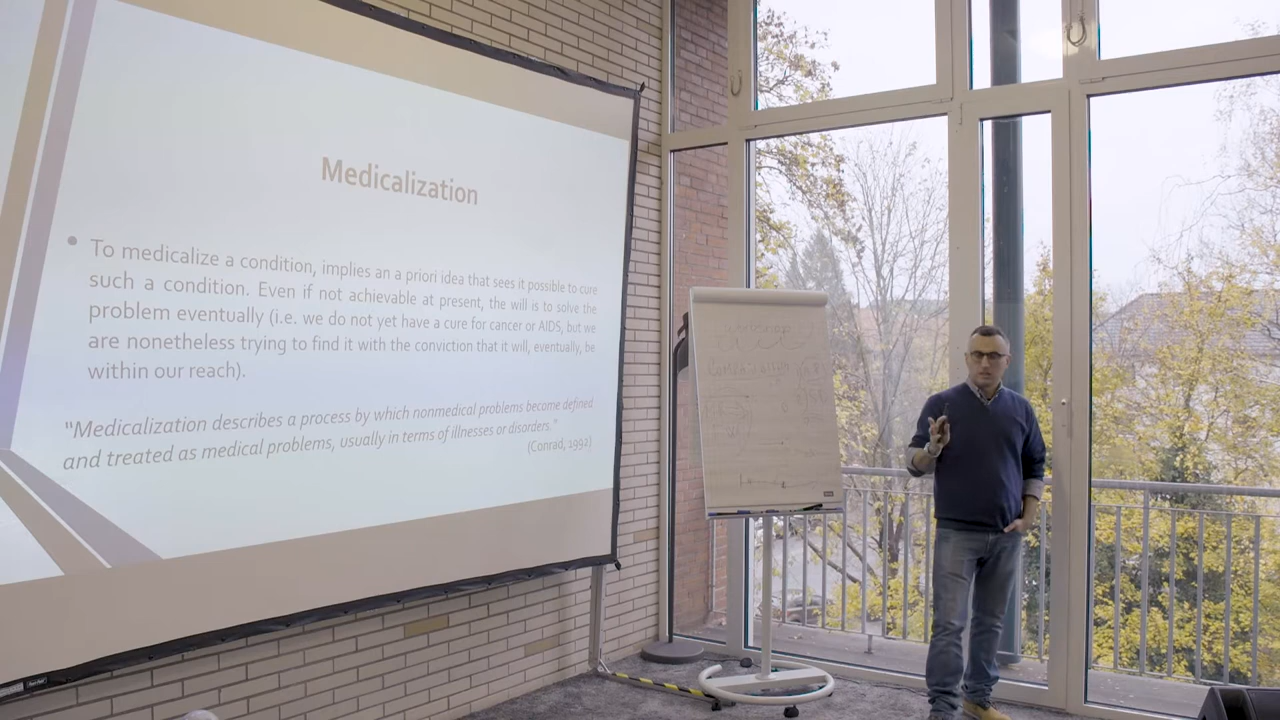 Medicalization
• To medicalize a condition, implies an a priori idea that sees it possible to cure
such a condition. Even if not achievable at present, the will is to solve the
problem eventually (i.e. we do not yet have a cure for cancer or AIDS, but we
are nonetheless trying to find it with the conviction that it will, eventually, be
within our reach).
"Medicalization describes a process by which nonmedical problems become defined
and treated as medical problems, usually in terms of illnesses or disorders."
(Conrad, 1992)